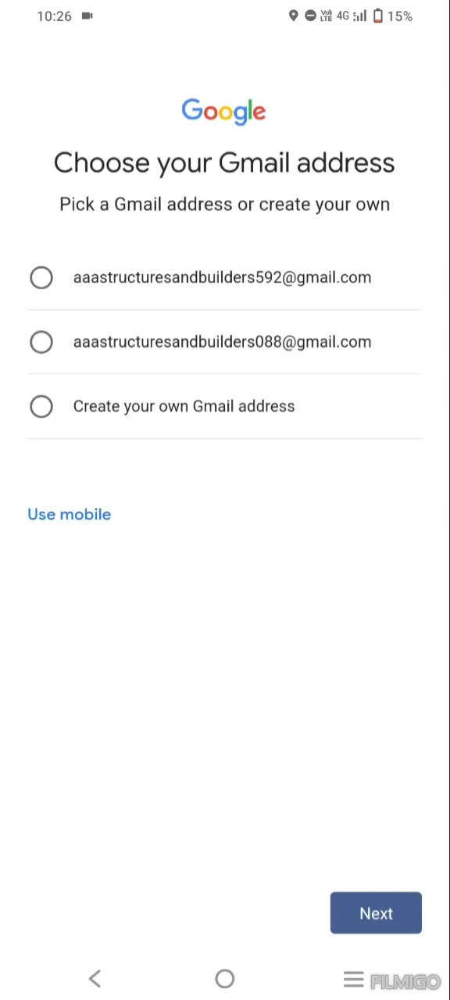 10:26 Vo) LTE 4G 15%
Google
Choose your Gmail address
Pick a Gmail address or create your own
aaastructuresandbuilders592@gmail.com
aaastructuresandbuilders088@gmail.com
Create your own Gmail address
Use mobile
Next
FILMIGO